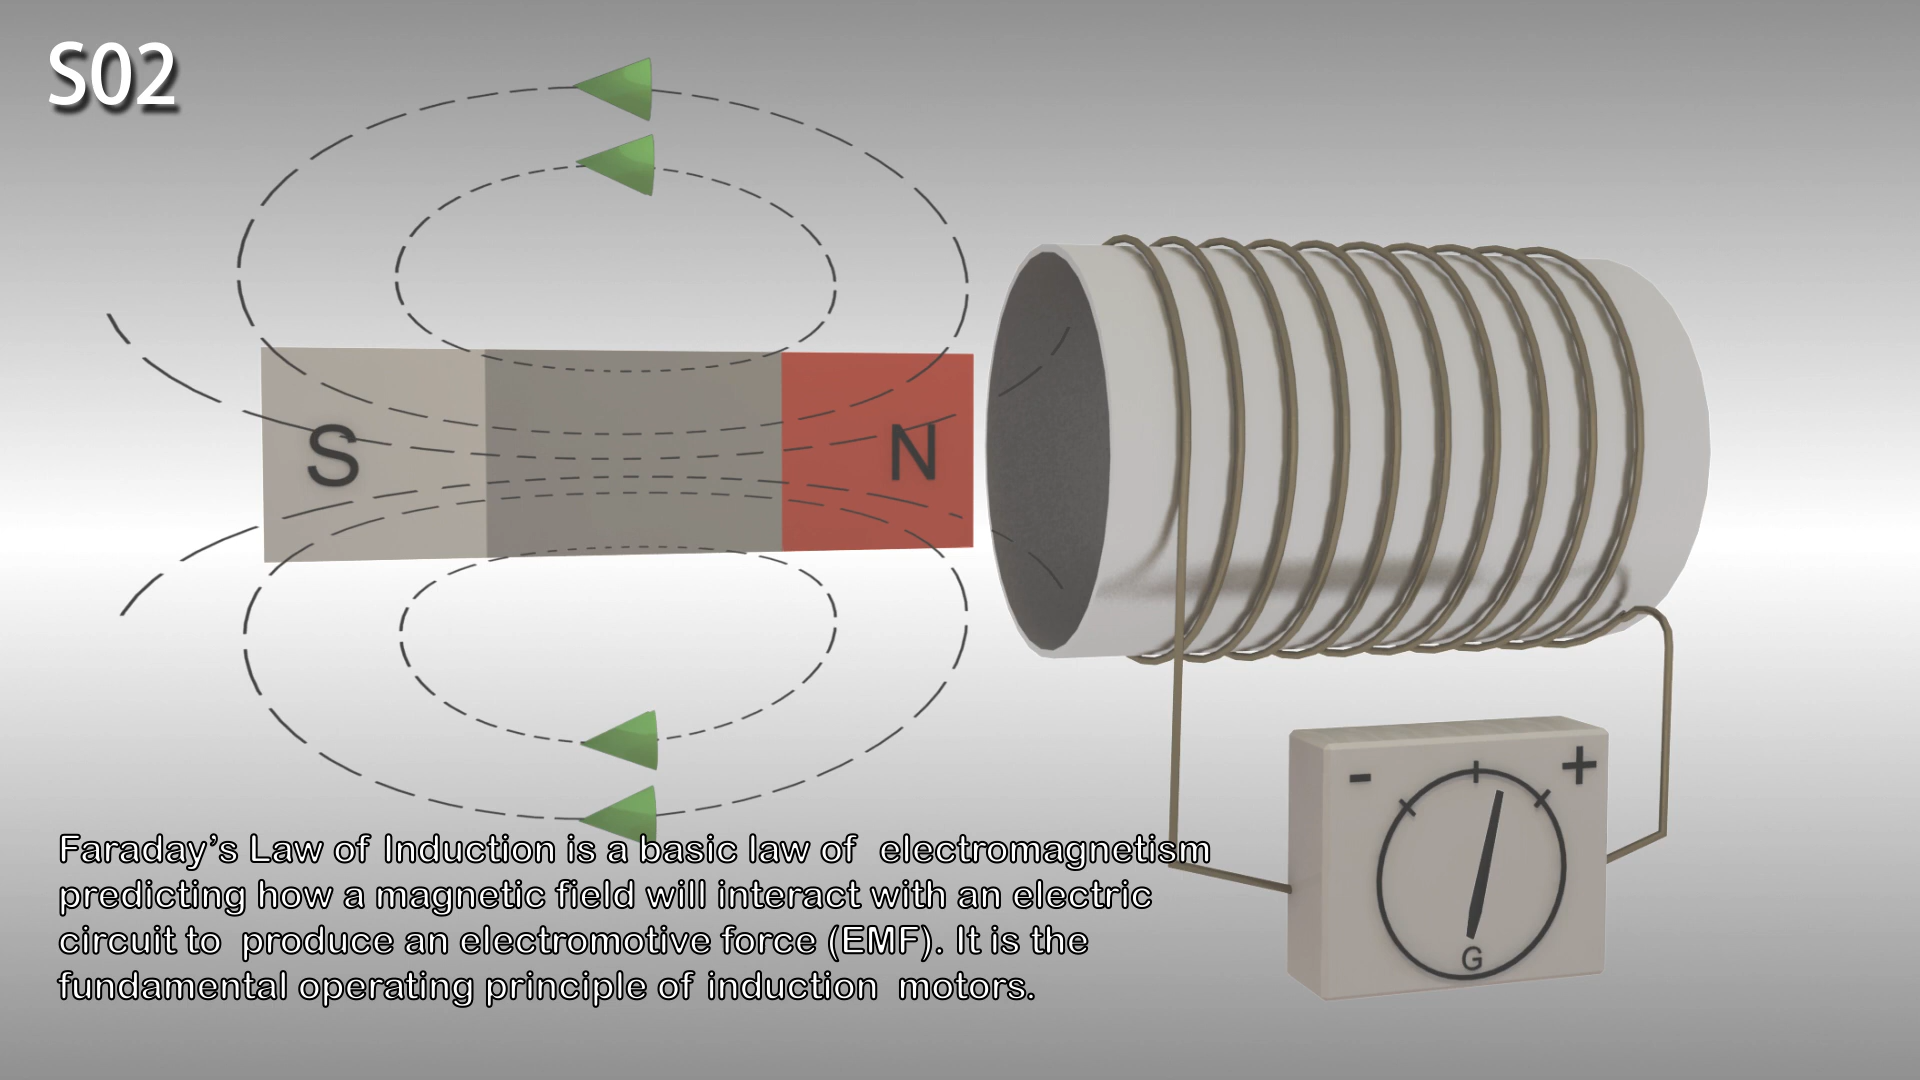 S02
S
N
- +
G
Faraday’s Law of Induction is a basic law of electromagnetism
predicting how a magnetic field will interact with an electric
circuit to produce an electromotive force (EMF). It is the
fundamental operating principle of induction motors.